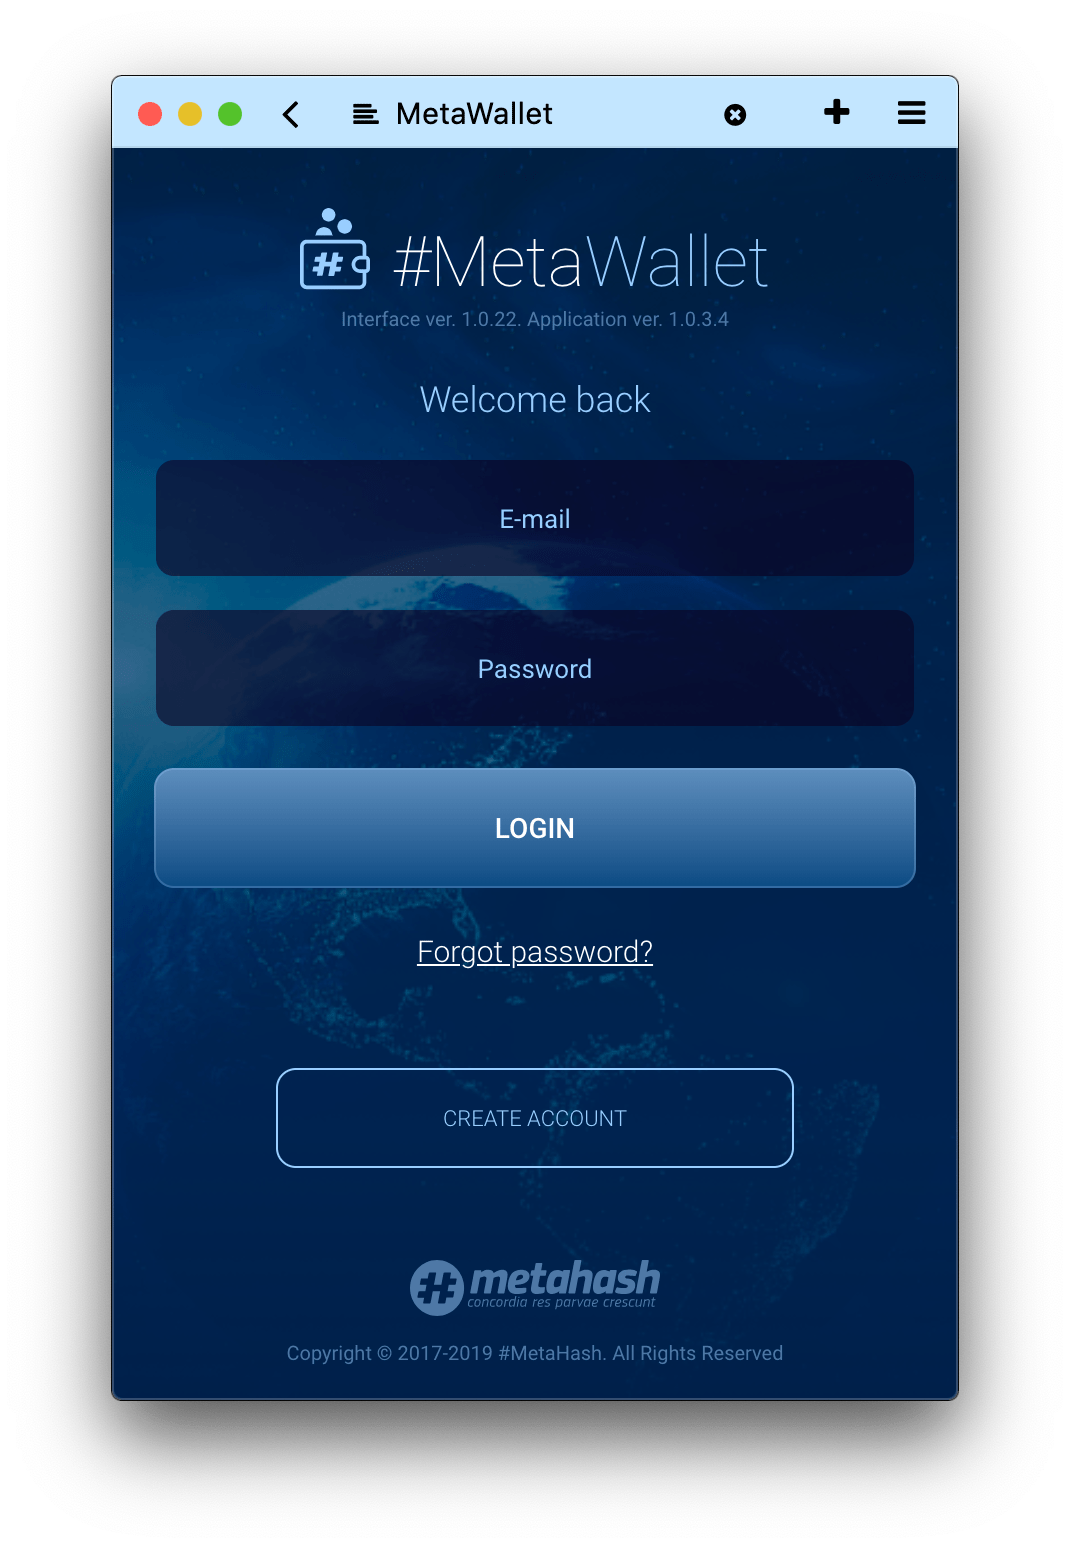 MetaWallet
#MetaWallet
Interface ver. 1.0.22. Application ver. 1.0.3.4
Welcome back
E-mail
Password
LOGIN
Forgot password?
CREATE ACCOUNT
#metahash
concordia res parvae crescunt
Copyright © 2017-2019 #MetaHash. All Rights Reserved